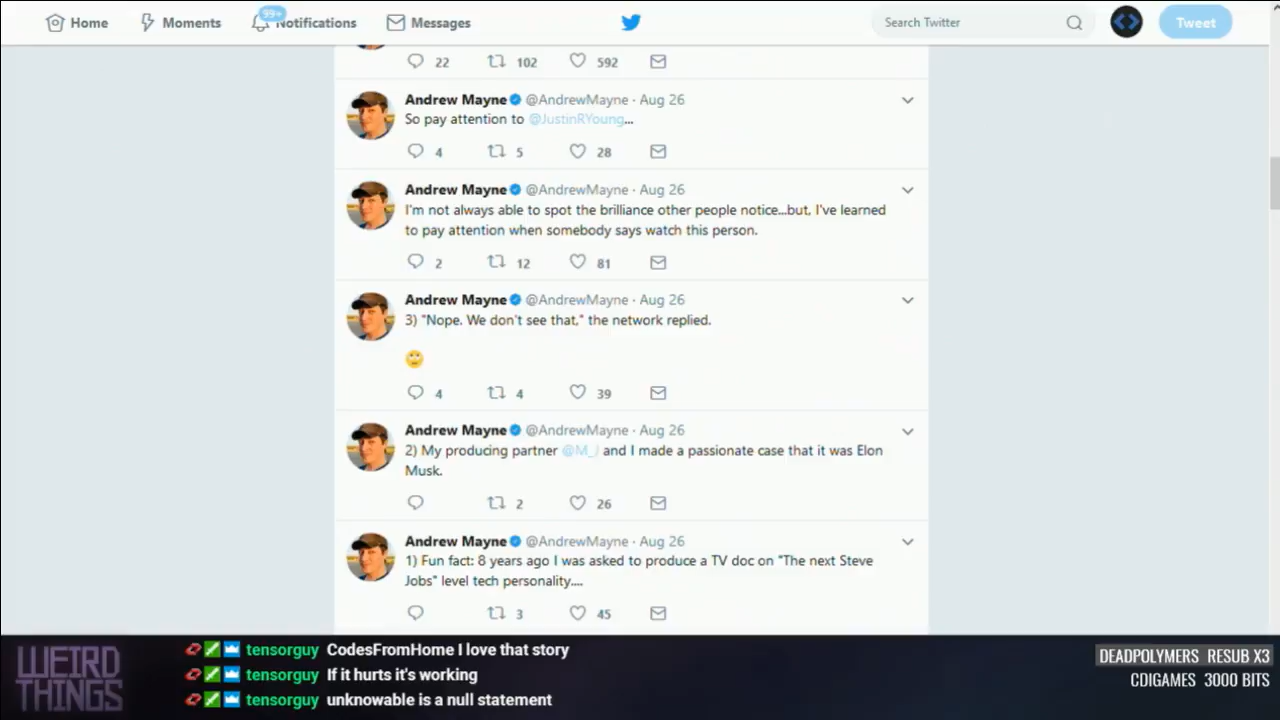 Home Moments 99+ Notifications Messages Search Twitter Tweet
22 102 592
Andrew Mayne @AndrewMayne · Aug 26
So pay attention to @JustinRYoung...
4 5 28
Andrew Mayne @AndrewMayne · Aug 26
I'm not always able to spot the brilliance other people notice...but, I've learned
to pay attention when somebody says watch this person.
2 12 81
Andrew Mayne @AndrewMayne · Aug 26
3) "Nope. We don't see that," the network replied.
4 4 39
Andrew Mayne @AndrewMayne · Aug 26
2) My producing partner @M_J and I made a passionate case that it was Elon
Musk.
2 26
Andrew Mayne @AndrewMayne · Aug 26
1) Fun fact: 8 years ago I was asked to produce a TV doc on "The next Steve
Jobs" level tech personality....
3 45
WEIRD
THINGS
tensorguy CodesFromHome I love that story
tensorguy If it hurts it's working
tensorguy unknowable is a null statement
DEADPOLYMERS RESUB X3
CDIGAMES 3000 BITS